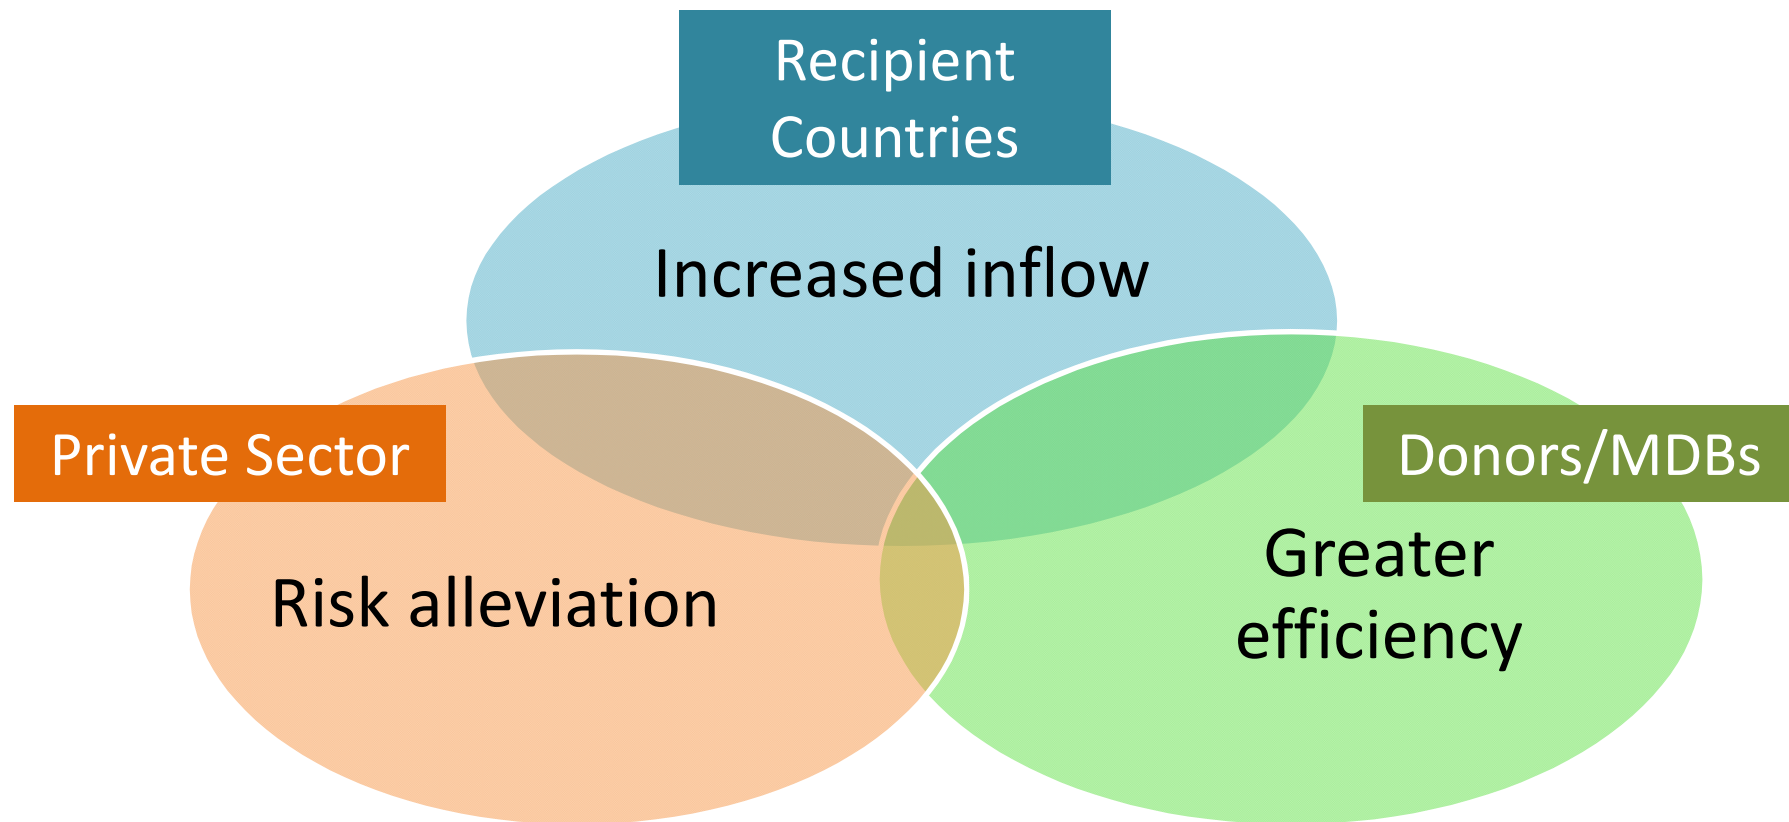 Recipient
Countries
Increased inflow
Private Sector
Donors/MDBs
Risk alleviation
Greater
efficiency